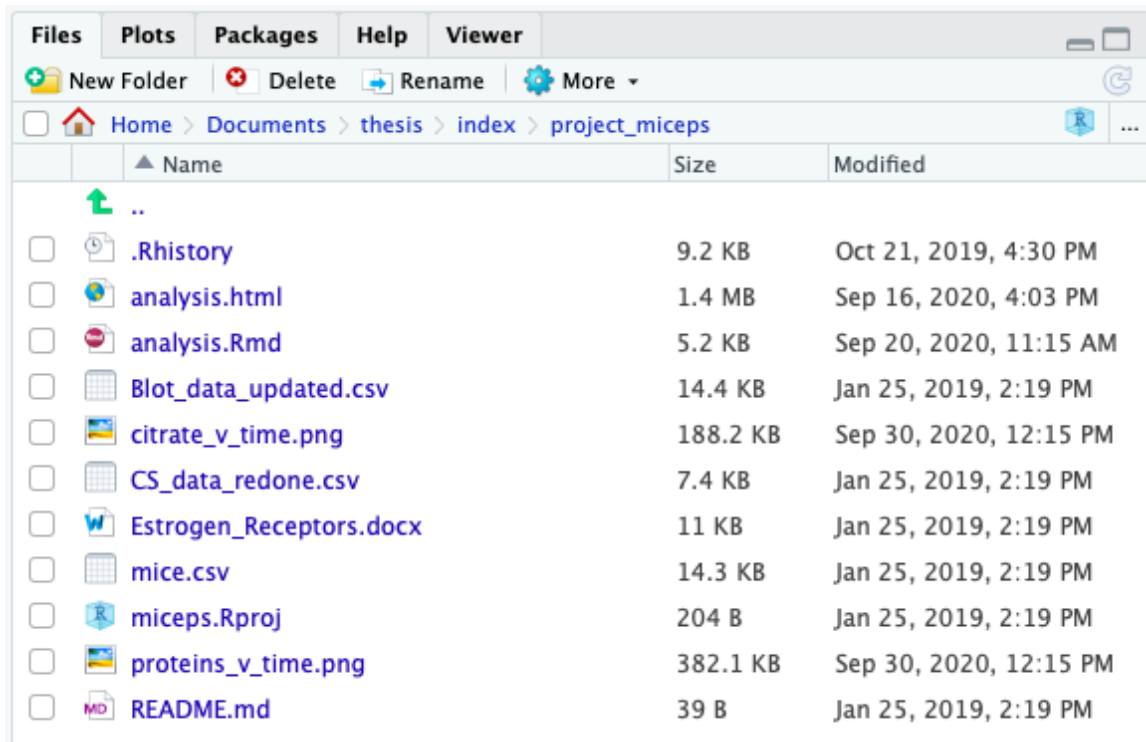 Files Plots Packages Help Viewer
New Folder Delete Rename More
Home > Documents > thesis > index > project_miceps R ...
Name Size Modified
..
.Rhistory 9.2 KB Oct 21, 2019, 4:30 PM
analysis.html 1.4 MB Sep 16, 2020, 4:03 PM
analysis.Rmd 5.2 KB Sep 20, 2020, 11:15 AM
Blot_data_updated.csv 14.4 KB Jan 25, 2019, 2:19 PM
citrate_v_time.png 188.2 KB Sep 30, 2020, 12:15 PM
CS_data_redone.csv 7.4 KB Jan 25, 2019, 2:19 PM
W Estrogen_Receptors.docx 11 KB Jan 25, 2019, 2:19 PM
mice.csv 14.3 KB Jan 25, 2019, 2:19 PM
R miceps.Rproj 204 B Jan 25, 2019, 2:19 PM
proteins_v_time.png 382.1 KB Sep 30, 2020, 12:15 PM
MD README.md 39 B Jan 25, 2019, 2:19 PM